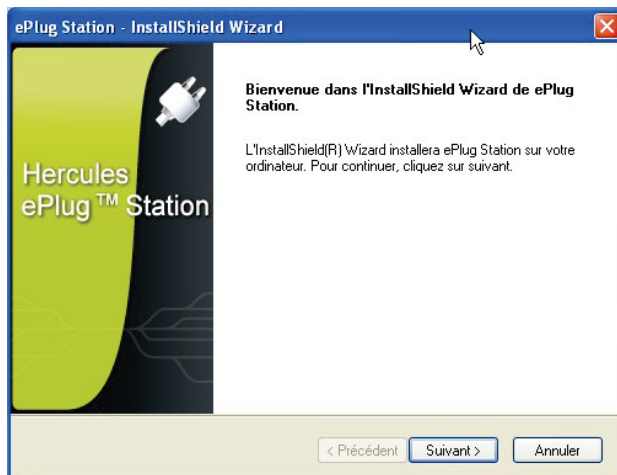 ePlug Station - InstallShield Wizard
Hercules
ePlug™ Station
Bienvenue dans l'InstallShield Wizard de ePlug
Station.
L'InstallShield(R) Wizard installera ePlug Station sur votre
ordinateur. Pour continuer, cliquez sur suivant.
< Précédent
Suivant >
Annuler